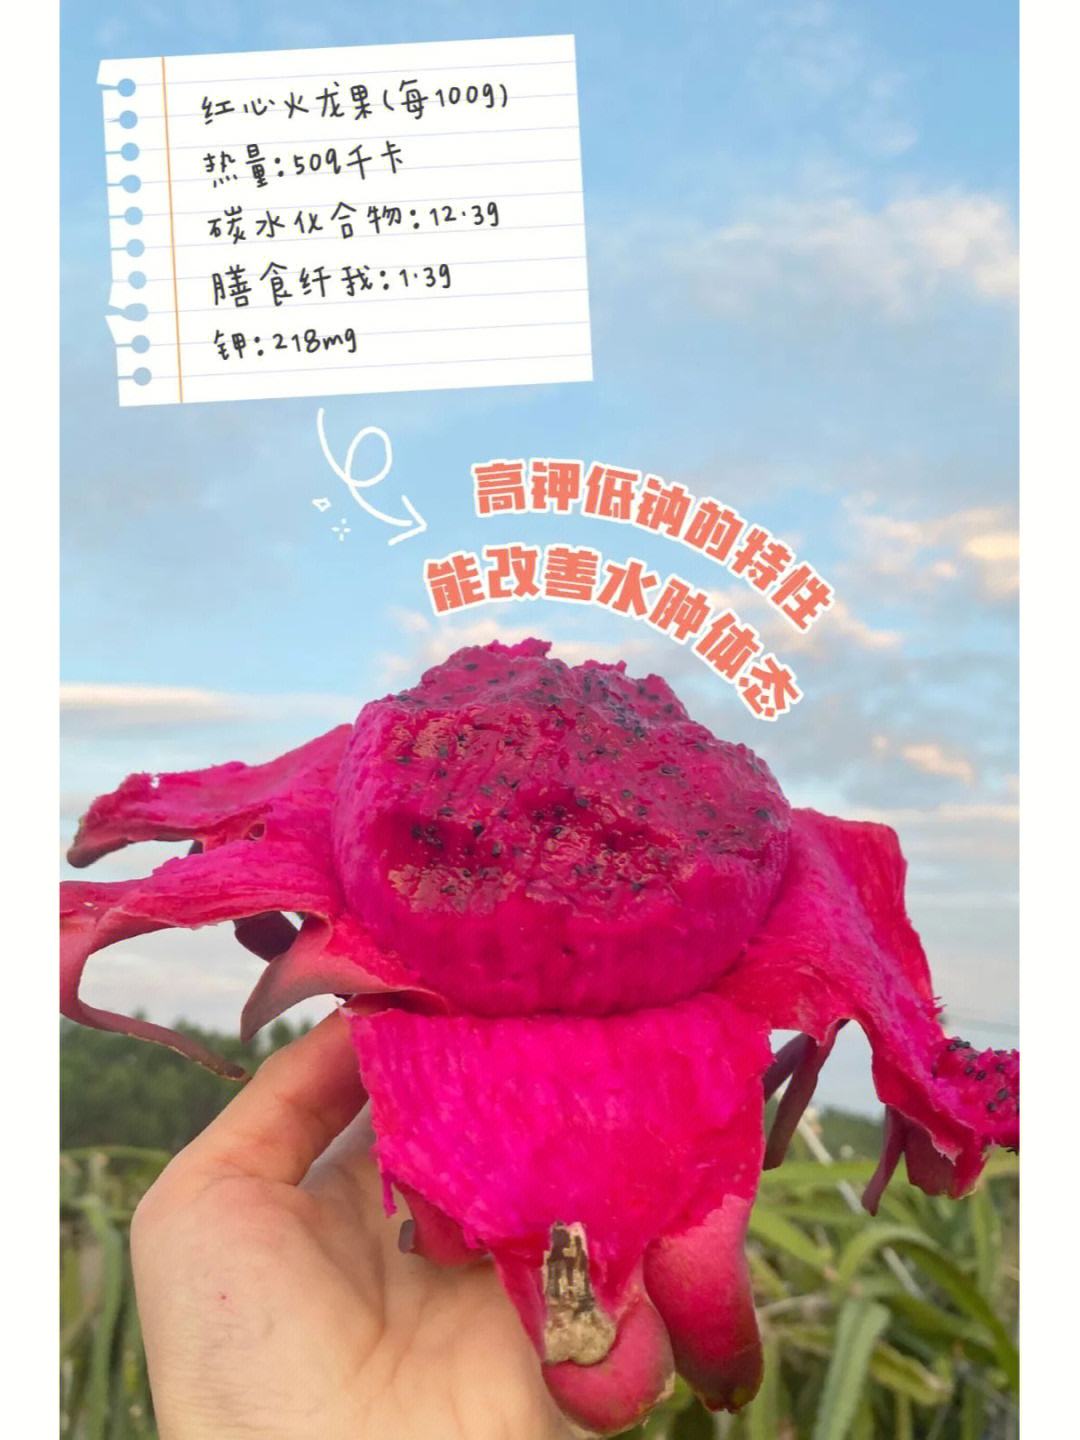 红心火龙果(每100g)
热量:50g千卡
碳水化合物:12.3g
膳食纤我:1.3g
钾:218mg
高钾低钠的特性
能改善水肿体态